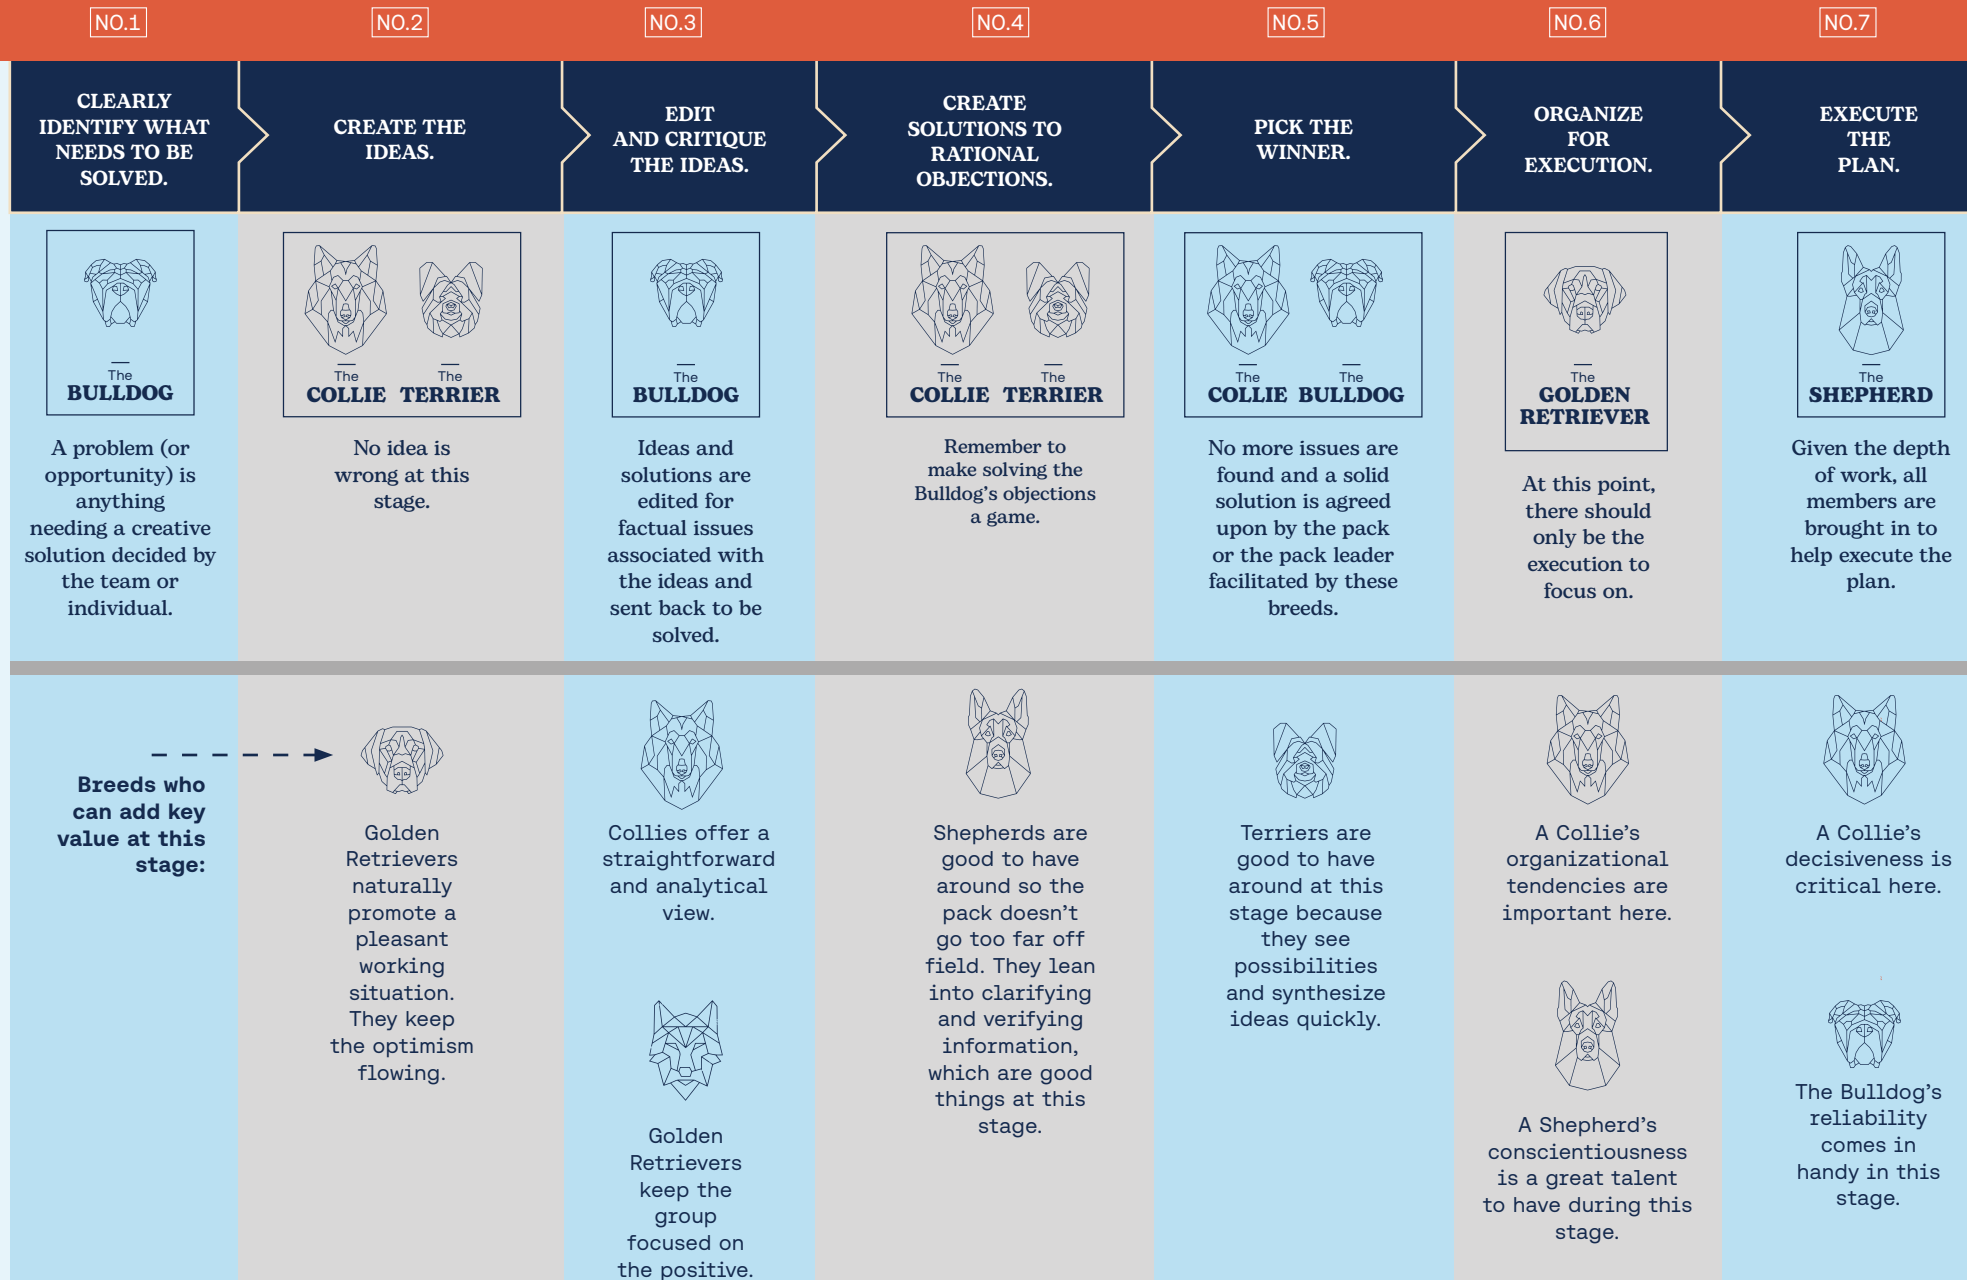 NO.1
NO.2
NO.3
NO.4
NO.5
NO.6
NO.7
CLEARLY
IDENTIFY WHAT
NEEDS TO BE
SOLVED.
CREATE THE
IDEAS.
EDIT
AND CRITIQUE
THE IDEAS.
CREATE
SOLUTIONS TO
RATIONAL
OBJECTIONS.
PICK THE
WINNER.
ORGANIZE
FOR
EXECUTION.
EXECUTE
THE
PLAN.
The
BULLDOG
A problem (or
opportunity) is
anything
needing a creative
solution decided by
the team or
individual.
The
COLLIE
The
TERRIER
No idea is
wrong at this
stage.
The
BULLDOG
Ideas and
solutions are
edited for
factual issues
associated with
the ideas and
sent back to be
solved.
The
COLLIE
The
TERRIER
Remember to
make solving the
Bulldog's objections
a game.
The
COLLIE
The
BULLDOG
No more issues are
found and a solid
solution is agreed
upon by the pack
or the pack leader
facilitated by these
breeds.
The
GOLDEN
RETRIEVER
At this point,
there should
only be the
execution to
focus on.
The
SHEPHERD
Given the depth
of work, all
members are
brought in to
help execute the
plan.
Breeds who
can add key
value at this
stage:
Golden
Retrievers
naturally
promote a
pleasant
working
situation.
They keep
the optimism
flowing.
Collies offer a
straightforward
and analytical
view.
Golden
Retrievers
keep the
group
focused on
the positive.
Shepherds are
good to have
around so the
pack doesn't
go too far off
field. They lean
into clarifying
and verifying
information,
which are good
things at this
stage.
Terriers are
good to have
around at this
stage because
they see
possibilities
and synthesize
ideas quickly.
A Collie's
organizational
tendencies are
important here.
A Shepherd's
conscientiousness
is a great talent
to have during this
stage.
A Collie's
decisiveness is
critical here.
The Bulldog's
reliability
comes in
handy in this
stage.